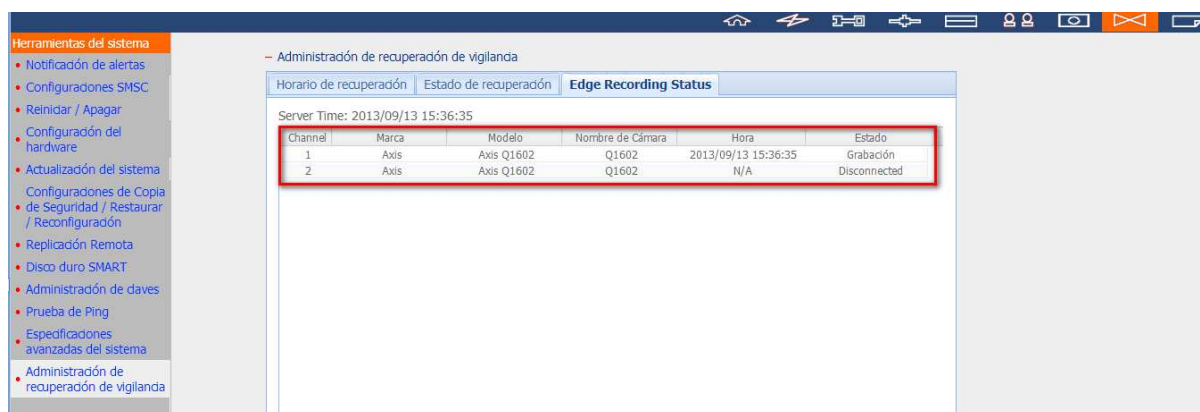 Herramientas del sistema
Notificación de alertas
Configuraciones SMSC
Reiniciar / Apagar
Configuración del
hardware
Actualización del sistema
Configuraciones de Copia
de Seguridad / Restaurar
/ Reconfiguración
Replicación Remota
Disco duro SMART
Administración de claves
Prueba de Ping
Especificaciones
avanzadas del sistema
Administración de
recuperación de vigilancia
Administración de recuperación de vigilancia
Horario de recuperación Estado de recuperación Edge Recording Status
Server Time: 2013/09/13 15:36:35
Channel Marca Modelo Nombre de Cámara Hora Estado
1 Axis Axis Q1602 Q1602 2013/09/13 15:36:35 Grabación
2 Axis Axis Q1602 Q1602 N/A Disconnected